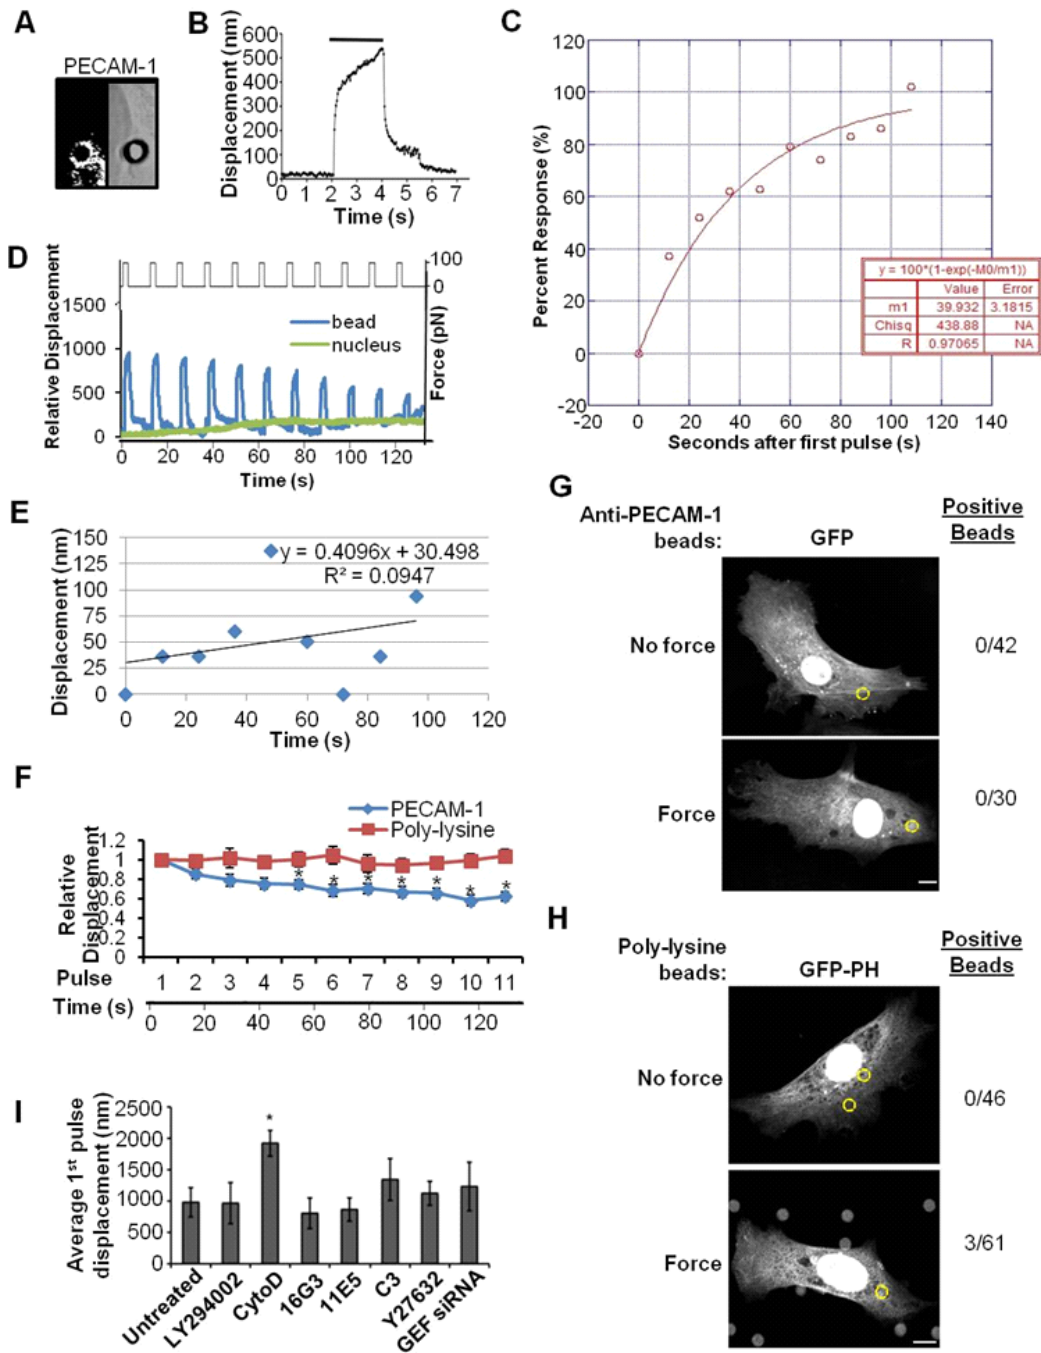 A
PECAM-1
B
Displacement (nm)
600
500
400
300
200
100
0
0 1 2 3 4 5 6 7
Time (s)
C
Percent Response (%)
120
100
80
60
40
20
0
-20
-20 0 20 40 60 80 100 120 140
Seconds after first pulse (s)
y = 100*(1-exp(-M0/m1))
Value Error
m1 39.932 3.1815
Chisq 438.88 NA
R 0.97065 NA
D
Relative Displacement
1500
1000
500
0
100
0
Force (pN)
bead
nucleus
0 20 40 60 80 100 120
Time (s)
E
Displacement (nm)
150
125
100
75
50
25
0
y = 0.4096x + 30.498
R² = 0.0947
0 20 40 60 80 100 120
Time (s)
F
PECAM-1
Poly-lysine
Relative
Displacement
1.2
1
0.8
0.6
0.4
0.2
0
* * * * * * *
Pulse 1 2 3 4 5 6 7 8 9 10 11
Time (s) 0 20 40 60 80 100 120
G
Anti-PECAM-1
beads:
GFP
Positive
Beads
No force
0/42
Force
0/30
H
Poly-lysine
beads:
GFP-PH
Positive
Beads
No force
0/46
Force
3/61
I
Average 1st pulse
displacement (nm)
2500
2000
1500
1000
500
0
*
Untreated
LY294002
CytoD
16G3
11E5
C3
Y27632
GEF siRNA